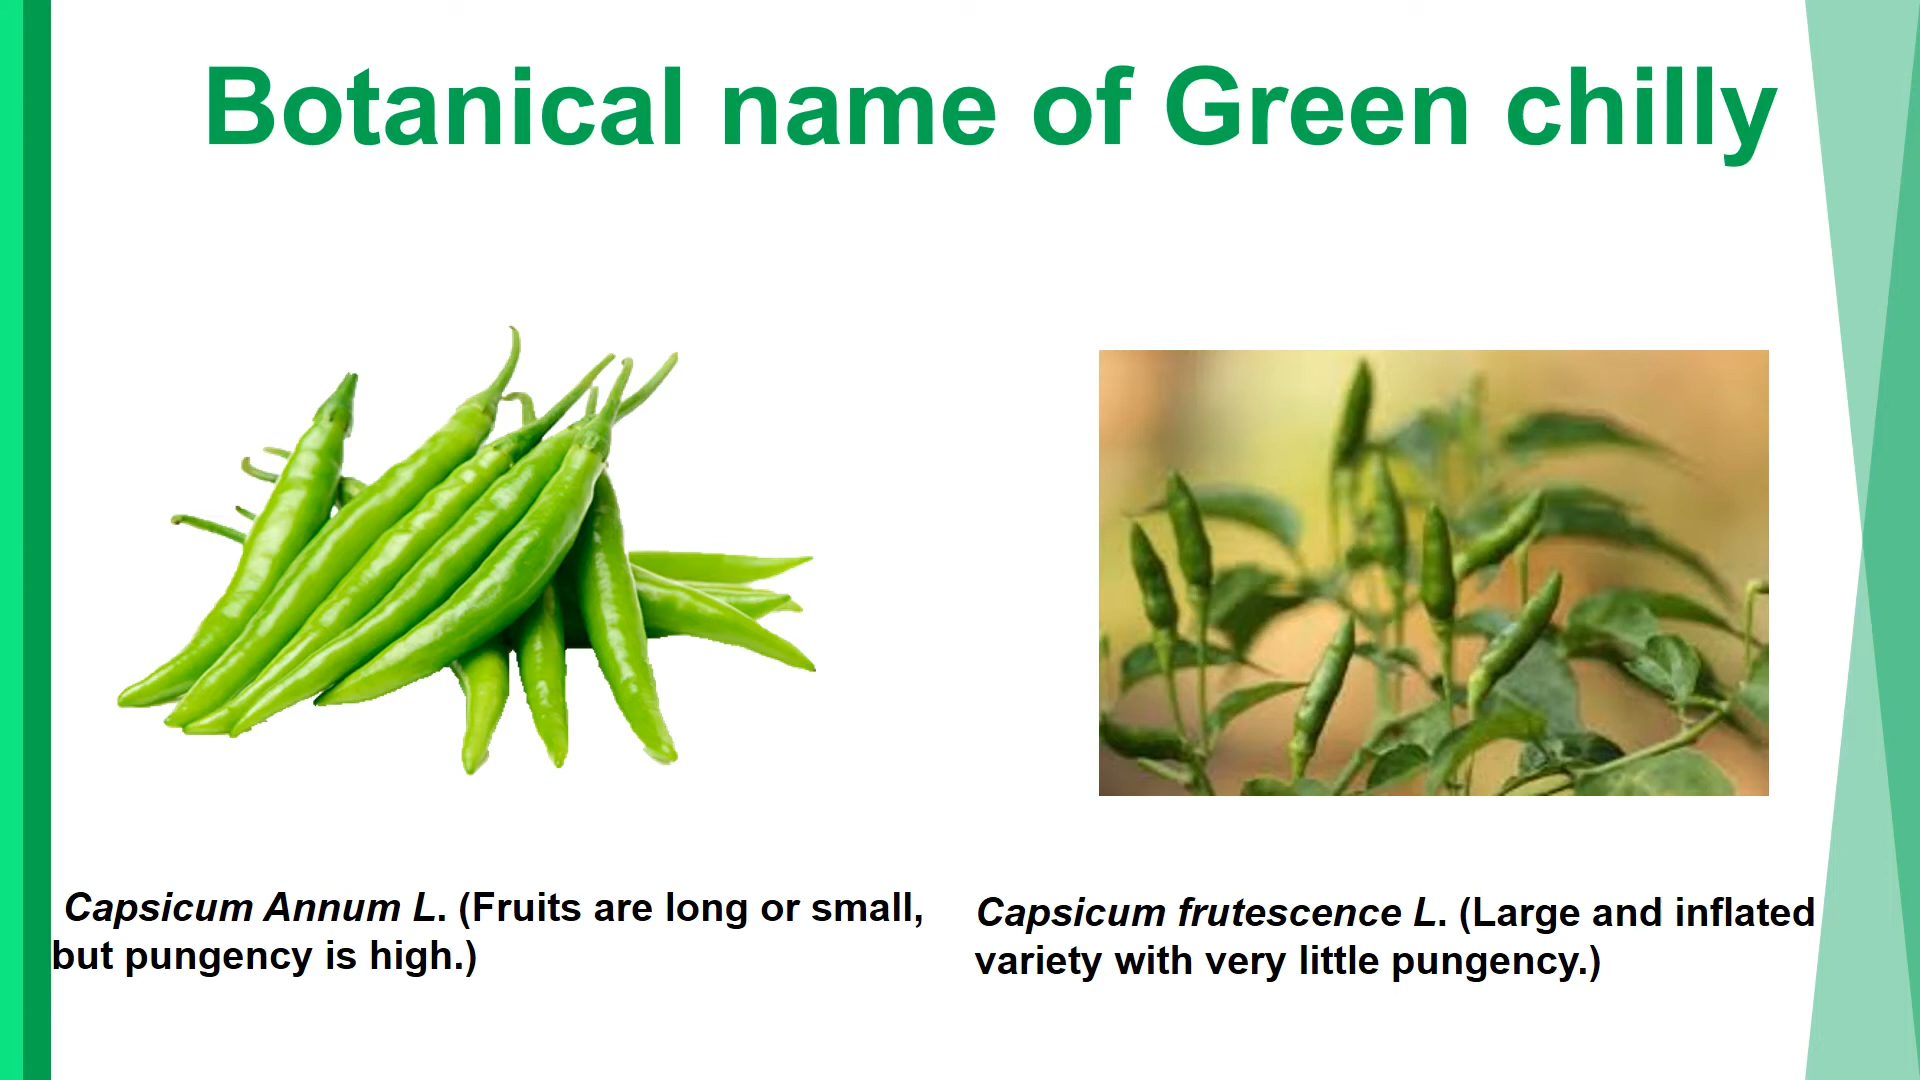 Botanical name of Green chilly
Capsicum Annum L. (Fruits are long or small,
but pungency is high.)
Capsicum frutescence L. (Large and inflated
variety with very little pungency.)